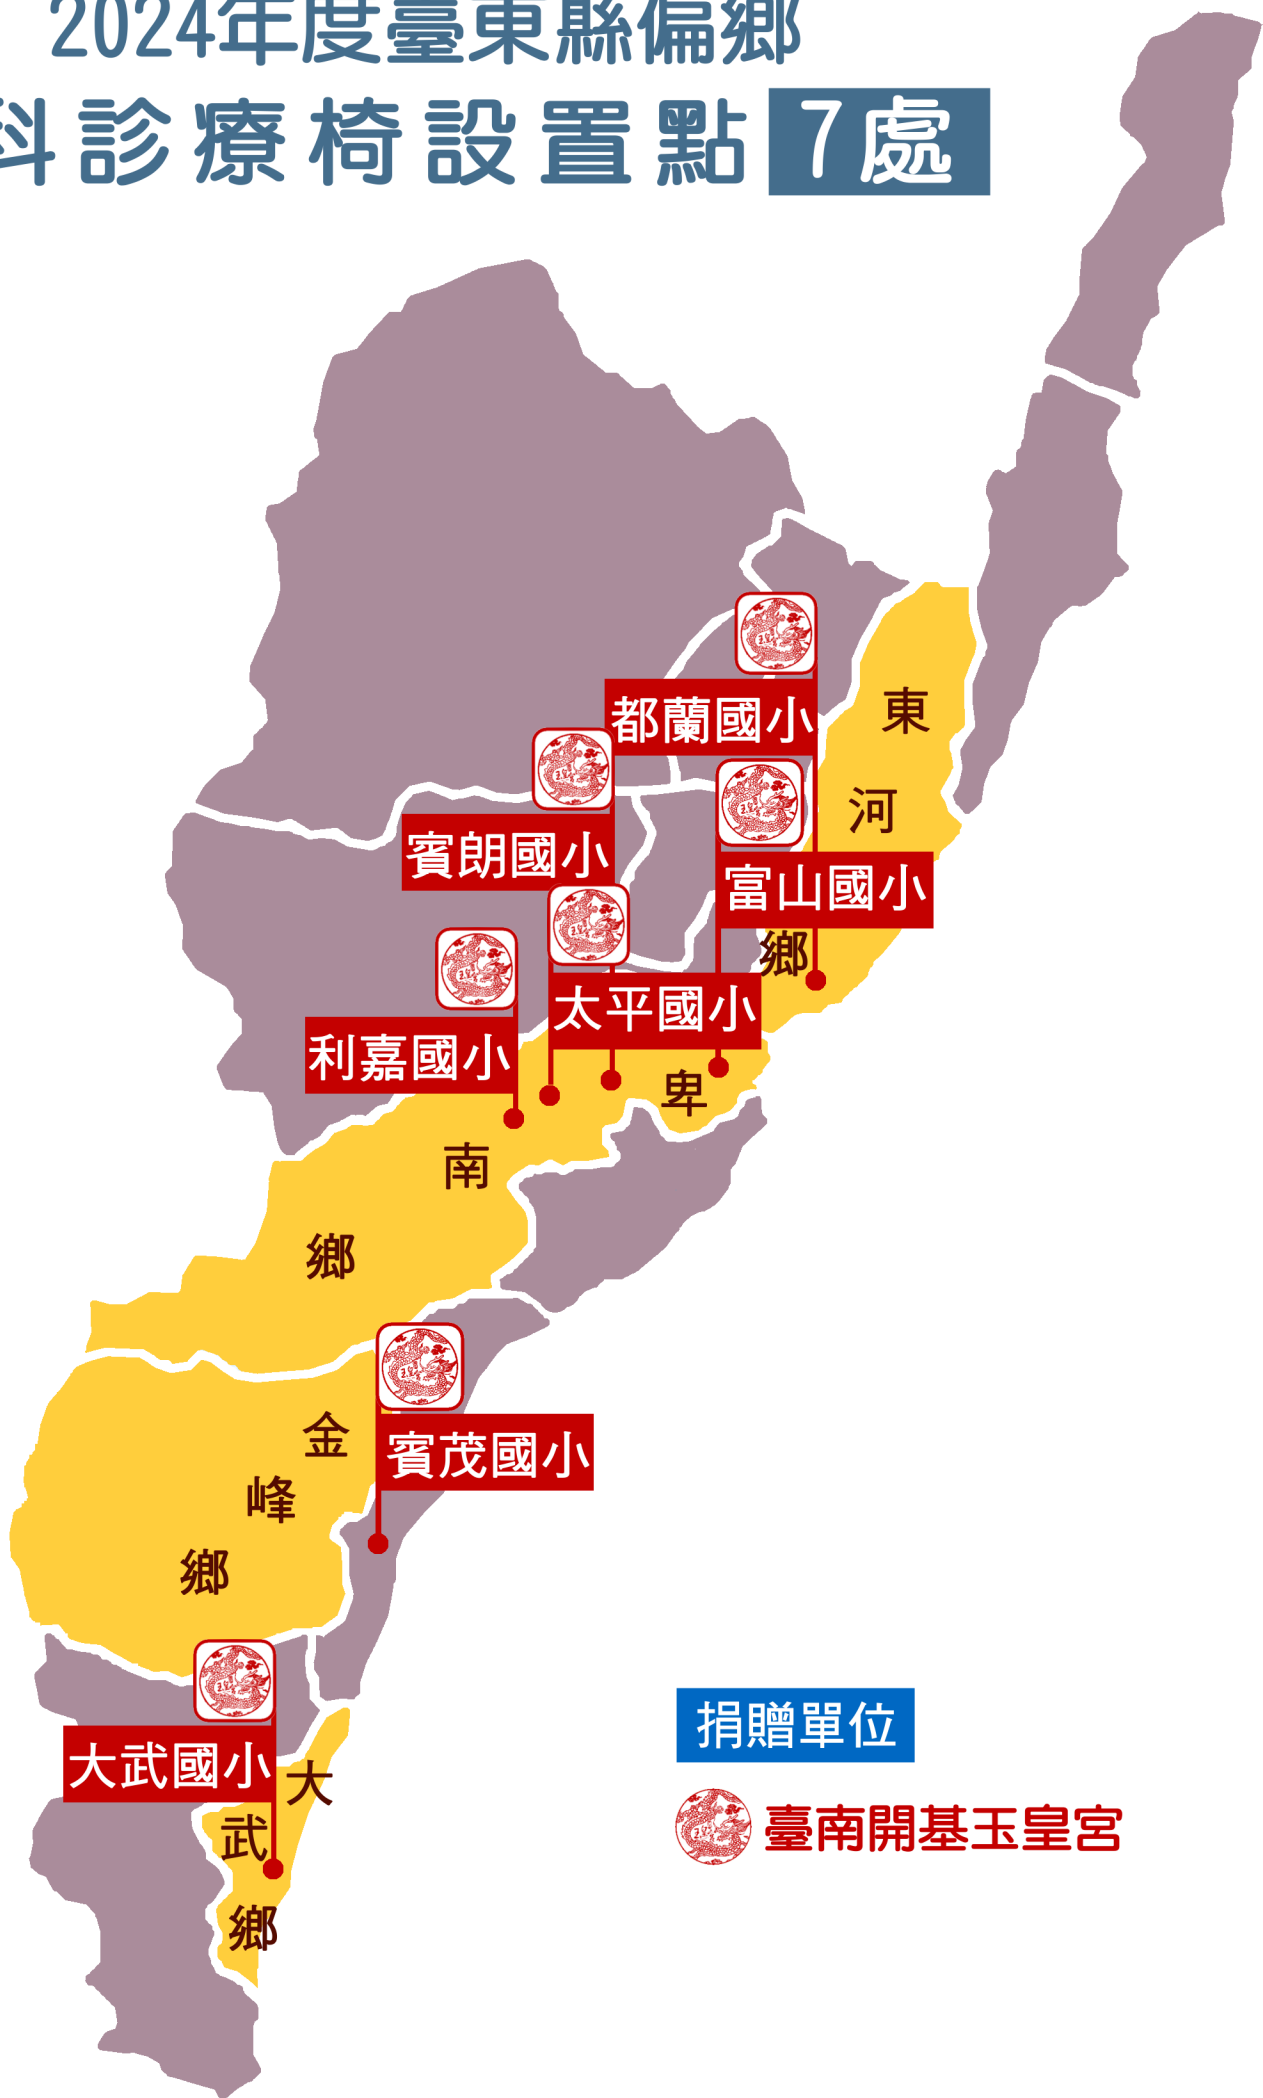 2024年度臺東縣偏鄉
科診療椅設置點 7處
都蘭國小
東河鄉
賓朗國小
富山國小
太平國小
利嘉國小
卑南鄉
賓茂國小
金峰鄉
大武國小
大武鄉
捐贈單位
臺南開基玉皇宮